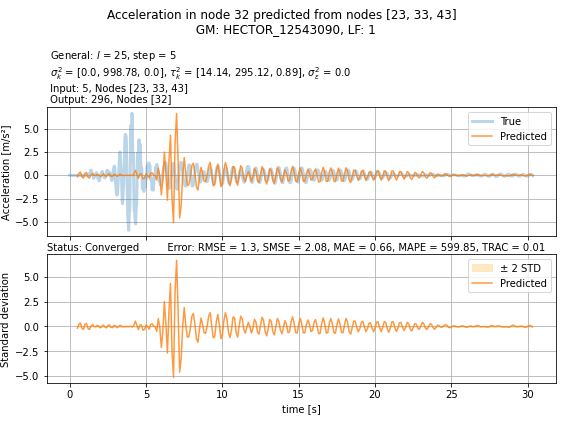 Acceleration in node 32 predicted from nodes [23, 33, 43]
GM: HECTOR_12543090, LF: 1
General: l = 25, step = 5
σ²ₖ = [0.0, 998.78, 0.0], τ²ₖ = [14.14, 295.12, 0.89], σ²ε = 0.0
Input: 5, Nodes [23, 33, 43]
Output: 296, Nodes [32]
Acceleration [m/s²]
5.0
2.5
0.0
−2.5
−5.0
True
Predicted
Status: Converged
Error: RMSE = 1.3, SMSE = 2.08, MAE = 0.66, MAPE = 599.85, TRAC = 0.01
Standard deviation
5.0
2.5
0.0
−2.5
−5.0
± 2 STD
Predicted
0
5
10
15
20
25
30
time [s]